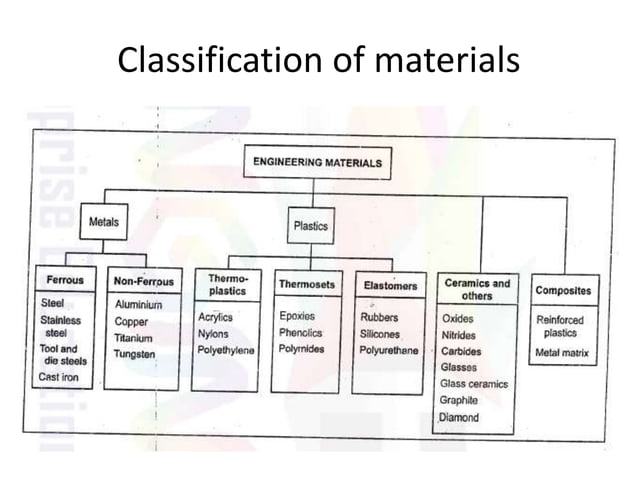 Classification of materials
ENGINEERING MATERIALS
Metals
Plastics
Ferrous
Steel
Stainless
steel
Tool and
die steels
Cast iron
Non-Ferrous
Aluminium
Copper
Titanium
Tungsten
Thermo-
plastics
Acrylics
Nylons
Polyethylene
Thermosets
Epoxies
Phenolics
Polymides
Elastomers
Rubbers
Silicones
Polyurethane
Ceramics and
others
Oxides
Nitrides
Carbides
Glasses
Glass ceramics
Graphite
Diamond
Composites
Reinforced
plastics
Metal matrix